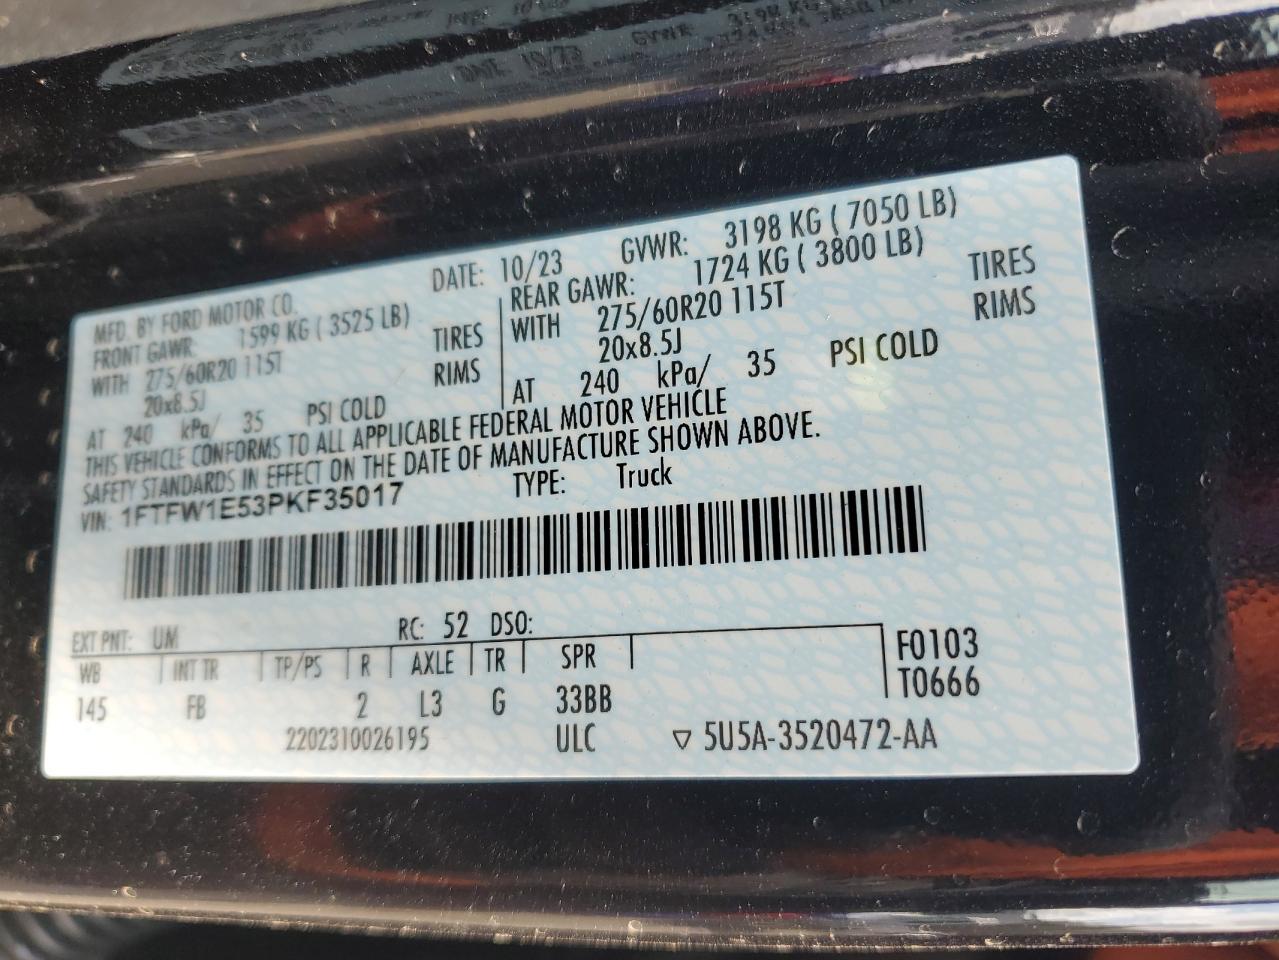 MFD. BY FORD MOTOR CO.
DATE: 10/23 GVWR: 3198 KG ( 7050 LB)
FRONT GAWR: 1599 KG ( 3525 LB)
WITH 275/60R20 115T TIRES
20x8.5J RIMS
AT 240 kPa/ 35 PSI COLD
REAR GAWR: 1724 KG ( 3800 LB)
WITH 275/60R20 115T TIRES
20x8.5J RIMS
AT 240 kPa/ 35 PSI COLD
THIS VEHICLE CONFORMS TO ALL APPLICABLE FEDERAL MOTOR VEHICLE
SAFETY STANDARDS IN EFFECT ON THE DATE OF MANUFACTURE SHOWN ABOVE.
VIN: 1FTFW1E53PKF35017 TYPE: Truck
EXT PNT: UM RC: 52 DSO:
WB INT TR TP/PS R AXLE TR SPR F0103
145 FB 2 L3 G 33BB T0666
2202310026195 ULC ▽ 5U5A-3520472-AA